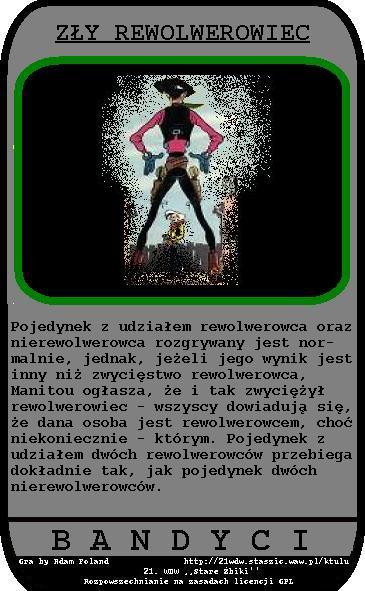 ZŁY REWOLWEROWIEC
Pojedynek z udziałem rewolwerowca oraz
nierewolwerowca rozgrywany jest nor-
malnie, jednak, jeżeli jego wynik jest
inny niż zwycięstwo rewolwerowca,
Manitou ogłasza, że i tak zwyciężył
rewolwerowiec - wszyscy dowiadują się,
że dana osoba jest rewolwerowcem, choć
niekoniecznie - którym. Pojedynek z
udziałem dwóch rewolwerowców przebiega
dokładnie tak, jak pojedynek dwóch
nierewolwerowców.
BANDYCI
Gra by Adam Poland http://21wdw.staszic.waw.pl/ktulu
21. WDW ,,Stare Żbiki''
Rozpowszechnianie na zasadach licencji GPL